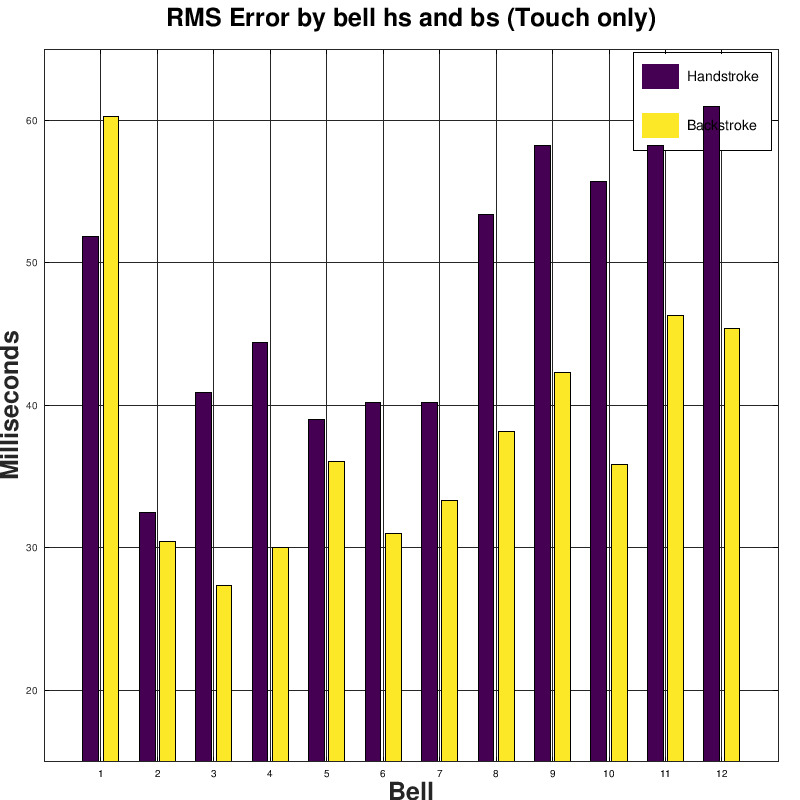 RMS Error by bell hs and bs (Touch only)
Handstroke
Backstroke
60
50
40
30
20
Milliseconds
1 2 3 4 5 6 7 8 9 10 11 12
Bell